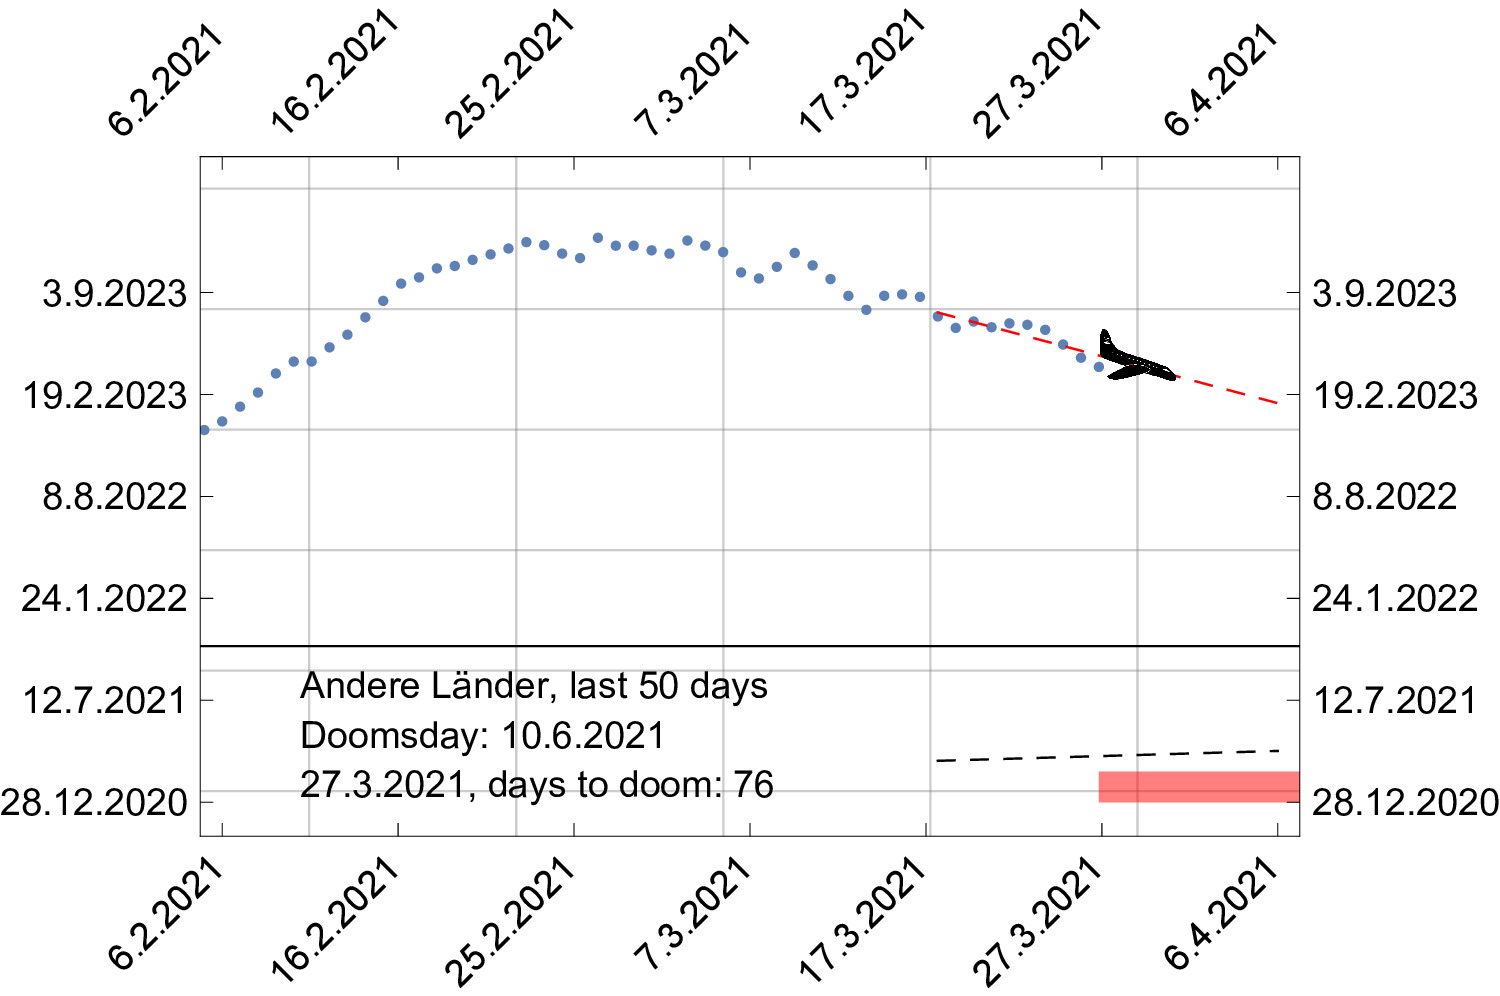 6.2.2021 16.2.2021 25.2.2021 7.3.2021 17.3.2021 27.3.2021 6.4.2021
3.9.2023 3.9.2023
19.2.2023 19.2.2023
8.8.2022 8.8.2022
24.1.2022 24.1.2022
Andere Länder, last 50 days
12.7.2021 12.7.2021
Doomsday: 10.6.2021
27.3.2021, days to doom: 76
28.12.2020 28.12.2020
6.2.2021 16.2.2021 25.2.2021 7.3.2021 17.3.2021 27.3.2021 6.4.2021